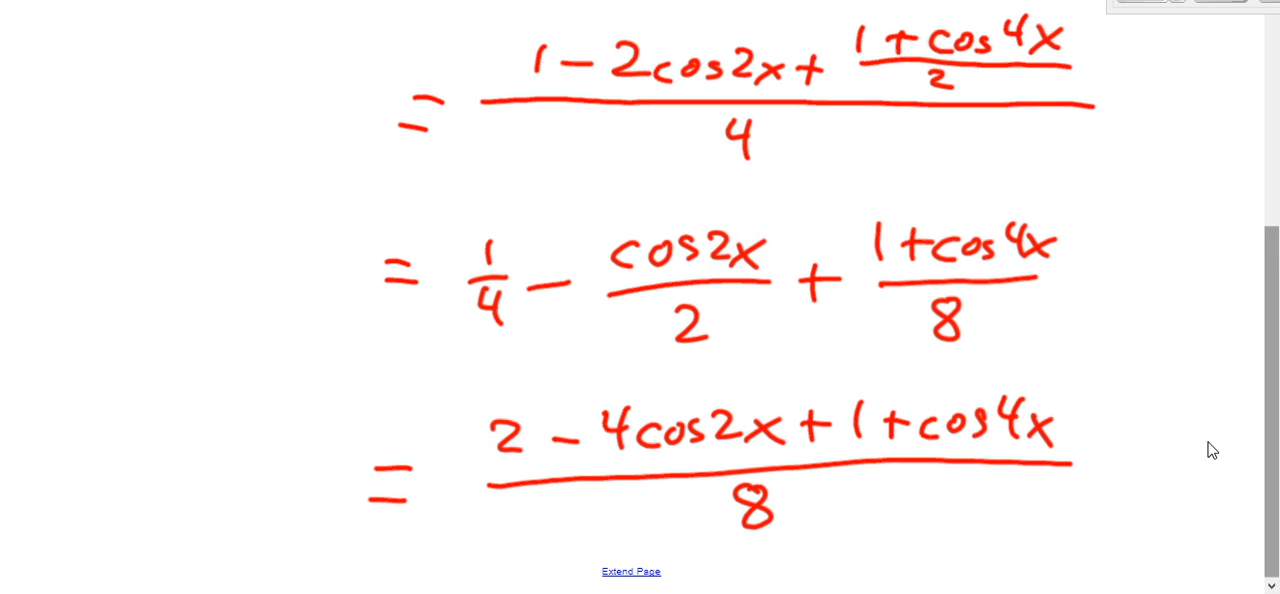 = (1 - 2cos2x + (1 + cos4x)/2)/4
= 1/4 - cos2x/2 + (1 + cos4x)/8
= (2 - 4cos2x + 1 + cos4x)/8
Extend Page